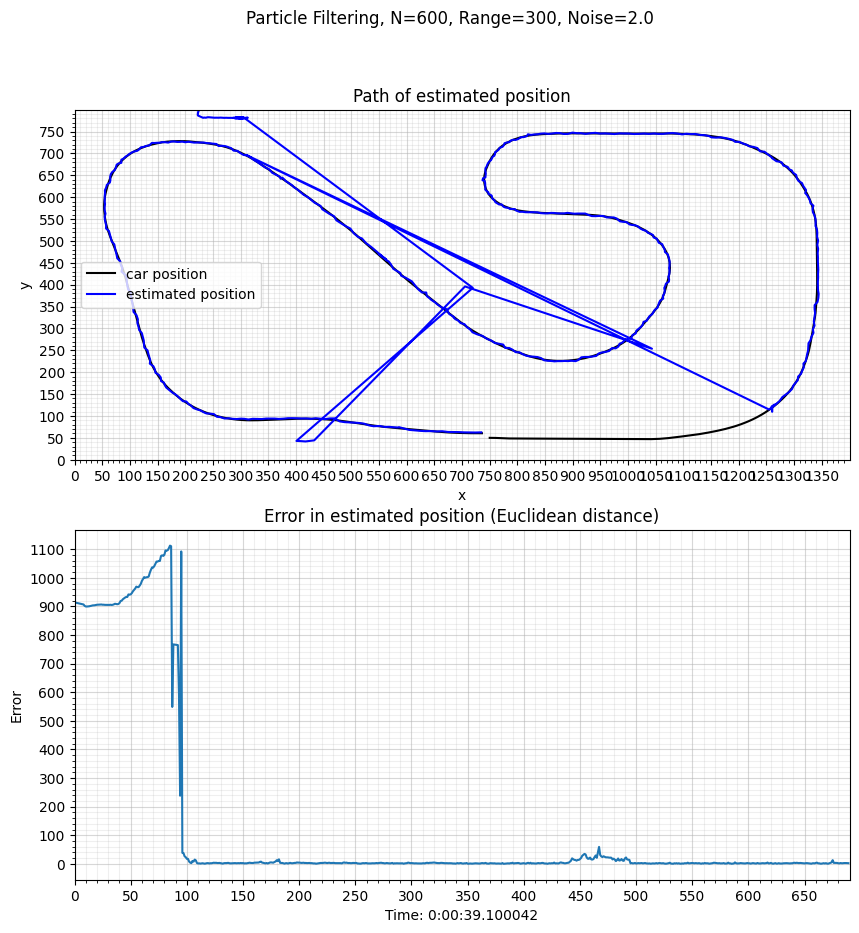 Particle Filtering, N=600, Range=300, Noise=2.0
Path of estimated position
750
700
650
600
550
500
450
400
350
300
250
200
150
100
50
0
y
car position
estimated position
0 50 100 150 200 250 300 350 400 450 500 550 600 650 700 750 800 850 900 950 1000 1050 1100 1150 1200 1250 1300 1350
x
Error in estimated position (Euclidean distance)
1100
1000
900
800
700
600
500
400
300
200
100
0
Error
0 50 100 150 200 250 300 350 400 450 500 550 600 650
Time: 0:00:39.100042